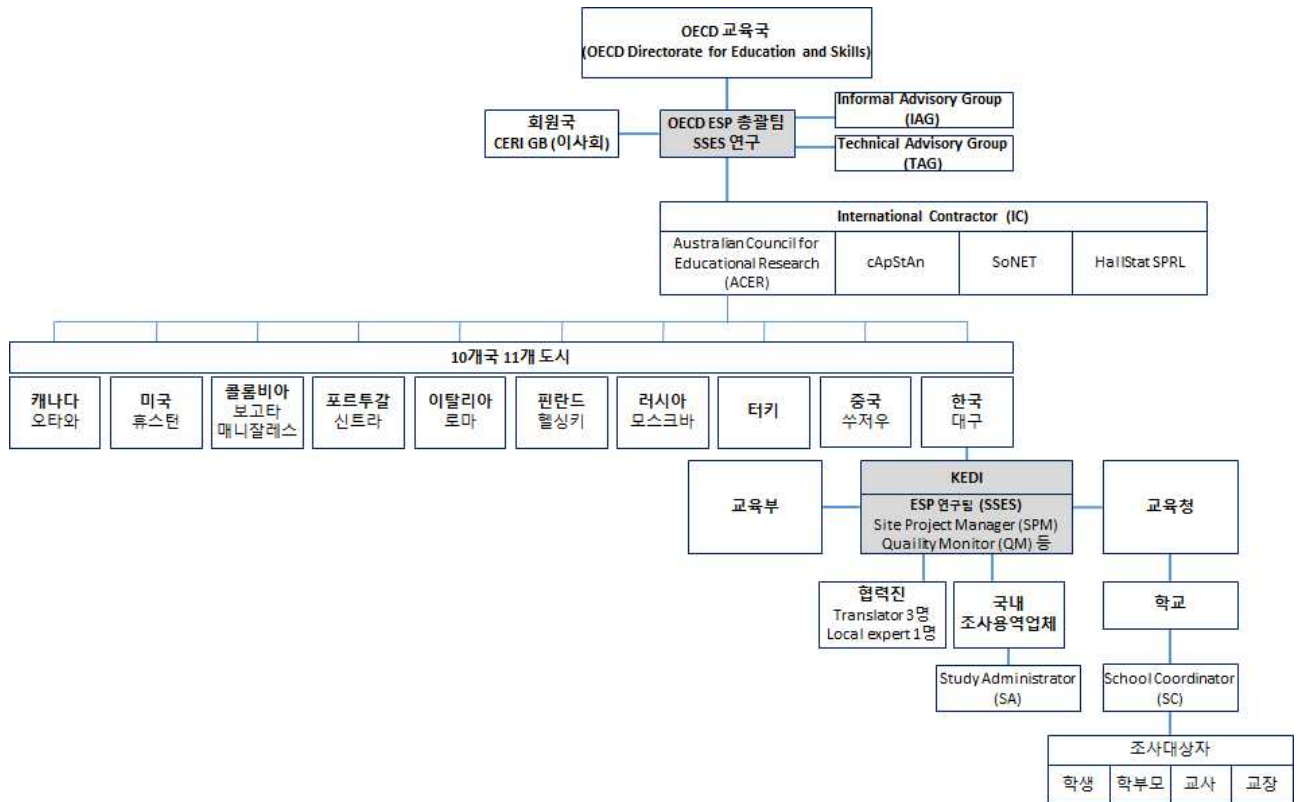 OECD 교육국
(OECD Directorate for Education and Skills)
회원국
CERI GB (이사회)
OECD ESP 총괄팀
SSES 연구
Informal Advisory Group
(IAG)
Technical Advisory Group
(TAG)
International Contractor (IC)
Australian Council for
Educational Research
(ACER)
cApStAn
SoNET
HallStat SPRL
10개국 11개 도시
캐나다
오타와
미국
휴스턴
콜롬비아
보고타
매니잘레스
포르투갈
신트라
이탈리아
로마
핀란드
헬싱키
러시아
모스크바
터키
중국
쑤저우
한국
대구
교육부
KEDI
ESP 연구팀 (SSES)
Site Project Manager (SPM)
Quaility Monitor (QM) 등
교육청
협력진
Translator 3명
Local expert 1명
국내
조사용역업체
학교
Study Administrator
(SA)
School Coordinator
(SC)
조사대상자
학생
학부모
교사
교장